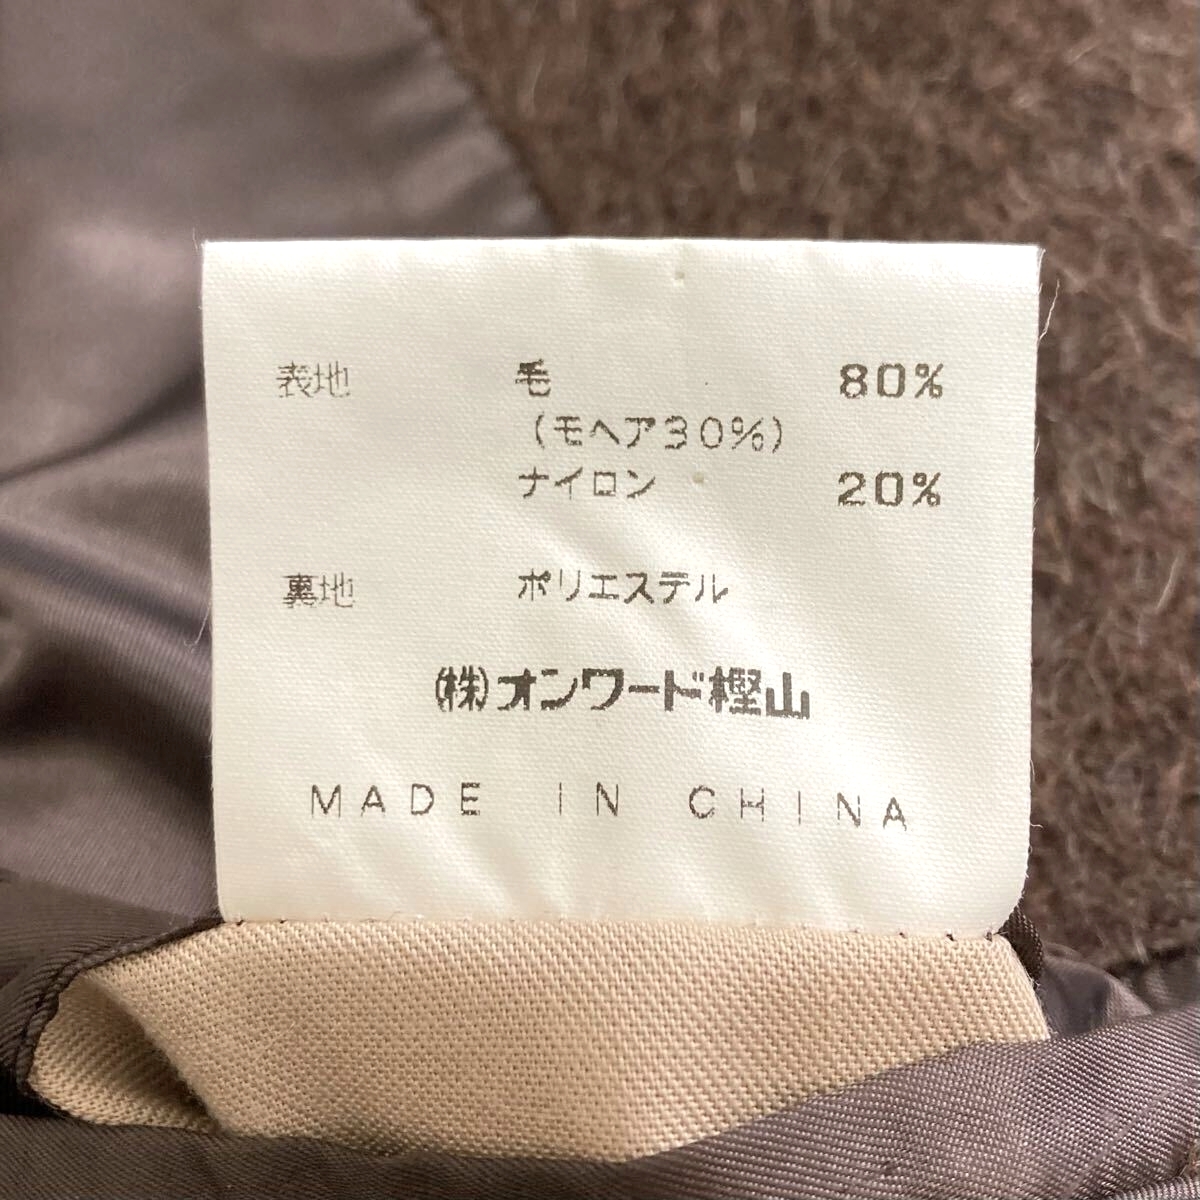 表地 毛 80%
(モヘア30%)
ナイロン 20%
裏地 ポリエステル
(株)オンワード樫山
MADE IN CHINA